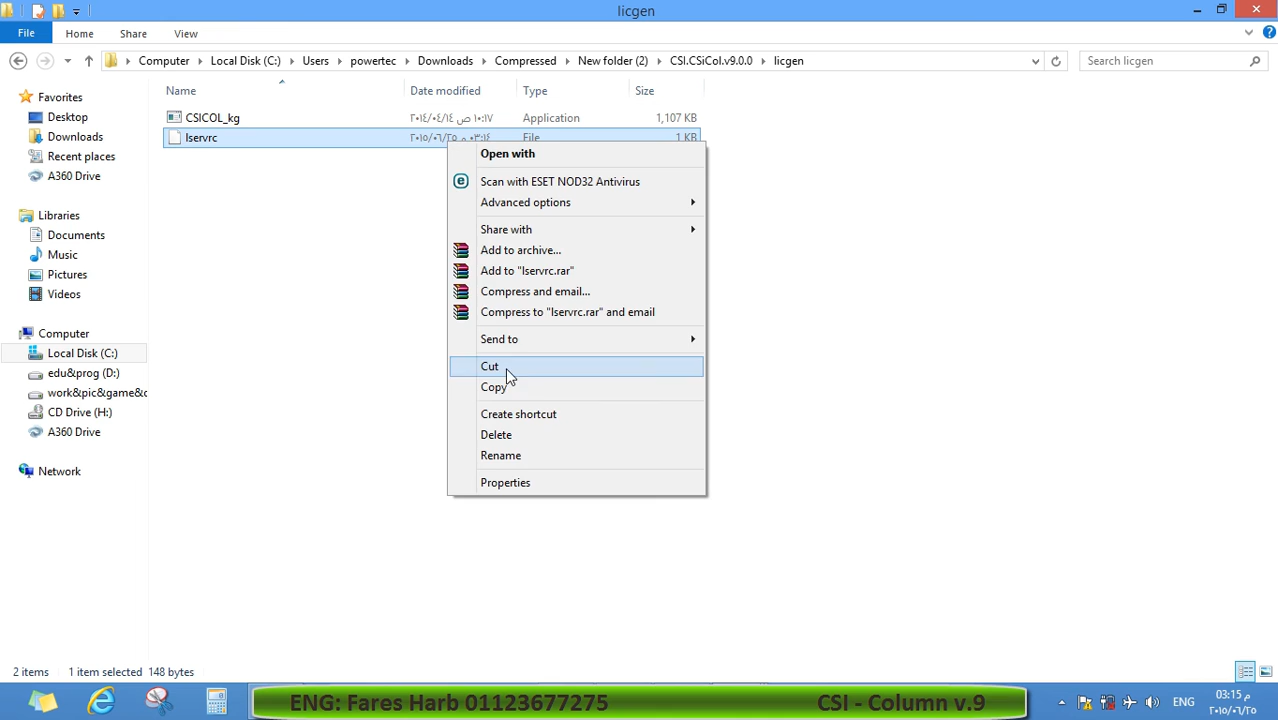 licgen
File Home Share View
Computer Local Disk (C:) Users powertec Downloads Compressed New folder (2) CSI.CSiCol.v9.0.0 licgen Search licgen
Name Date modified Type Size
Favorites
Desktop
Downloads
Recent places
A360 Drive
Libraries
Documents
Music
Pictures
Videos
Computer
Local Disk (C:)
edu&prog (D:)
work&pic&game&c
CD Drive (H:)
A360 Drive
Network
CSICOL_kg ٢٠١٤/٠٤/١٤ ١٠:١٧ ص Application 1,107 KB
lservrc ٢٠١٥/٠٦/٢٥ ٠٣:١٤ م File 1 KB
Open with
Scan with ESET NOD32 Antivirus
Advanced options
Share with
Add to archive...
Add to "lservrc.rar"
Compress and email...
Compress to "lservrc.rar" and email
Send to
Cut
Copy
Create shortcut
Delete
Rename
Properties
2 items 1 item selected 148 bytes
ENG: Fares Harb 01123677275 CSI - Column v.9
ENG
03:15 م
٢٠١٥/٠٦/٢٥